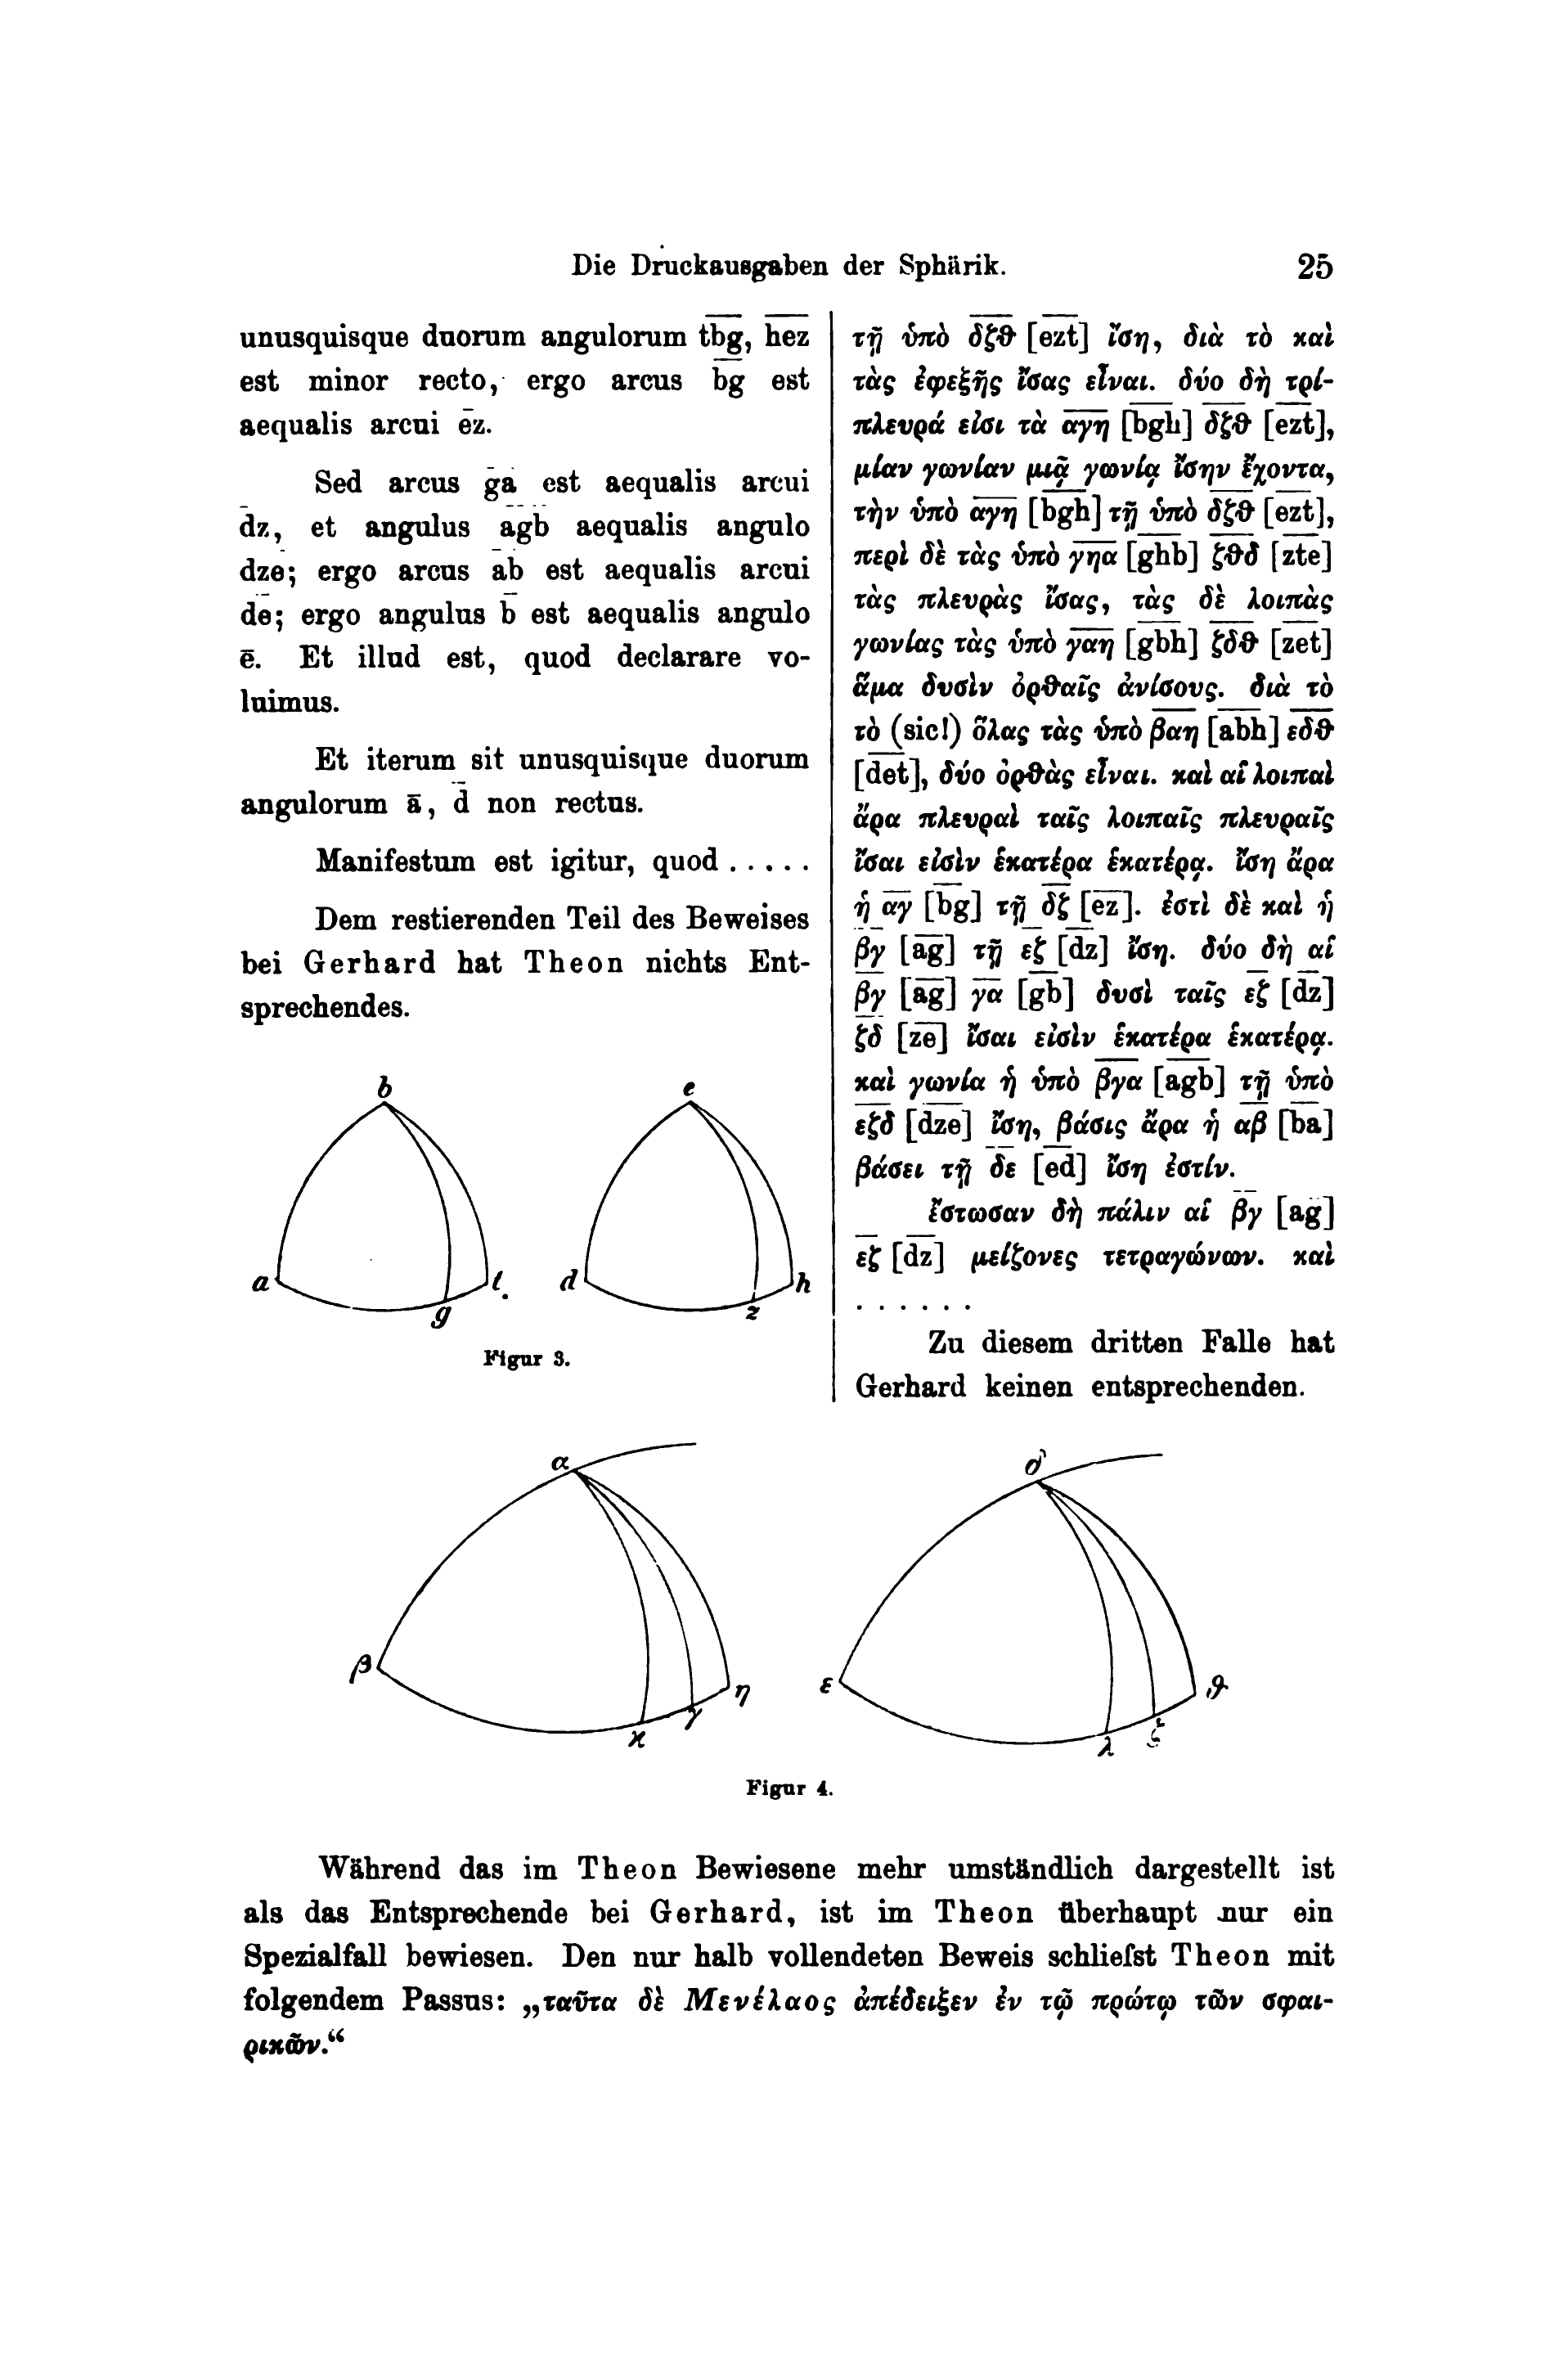 Die Druckausgaben der Sphärik. 25
unusquisque duorum angulorum tbg, hez
est minor recto, ergo arcus bg est
aequalis arcui ez.
Sed arcus ga est aequalis arcui
dz, et angulus agb aequalis angulo
dze; ergo arcus ab est aequalis arcui
de; ergo angulus b est aequalis angulo
ē. Et illud est, quod declarare vo-
luimus.
Et iterum sit unusquisque duorum
angulorum ā, d non rectus.
Manifestum est igitur, quod .....
Dem restierenden Teil des Beweises
bei Gerhard hat Theon nichts Ent-
sprechendes.
b e
a g t d z h
Figur 3.
τῇ ὑπὸ δζϑ [ezt] ἴση, διὰ τὸ καὶ
τὰς ἐφεξῆς ἴσας εἶναι. δύο δὴ τρί-
πλευρά εἰσι τὰ αγη [bgh] δζϑ [ezt],
μίαν γωνίαν μιᾷ γωνίᾳ ἴσην ἔχοντα,
τὴν ὑπὸ αγη [bgh] τῇ ὑπὸ δζϑ [ezt],
περὶ δὲ τὰς ὑπὸ γηα [ghb] ζϑδ [zte]
τὰς πλευρὰς ἴσας, τὰς δὲ λοιπὰς
γωνίας τὰς ὑπὸ γαη [gbh] ζδϑ [zet]
ἅμα δυσὶν ὀρϑαῖς ἀνίσους. διὰ τὸ
τὸ (sic!) ὅλας τὰς ὑπὸ βαη [abh] εδϑ
[det], δύο ὀρϑὰς εἶναι. καὶ αἱ λοιπαὶ
ἄρα πλευραὶ ταῖς λοιπαῖς πλευραῖς
ἴσαι εἰσὶν ἑκατέρα ἑκατέρᾳ. ἴση ἄρα
ἡ αγ [bg] τῇ δζ [ez]. ἐστὶ δὲ καὶ ἡ
βγ [ag] τῇ εζ [dz] ἴση. δύο δὴ αἱ
βγ [ag] γα [gb] δυσὶ ταῖς εζ [dz]
ζδ [ze] ἴσαι εἰσὶν ἑκατέρα ἑκατέρᾳ.
καὶ γωνία ἡ ὑπὸ βγα [agb] τῇ ὑπὸ
εζδ [dze] ἴση, βάσις ἄρα ἡ αβ [ba]
βάσει τῇ δε [ed] ἴση ἐστίν.
ἔστωσαν δὴ πάλιν αἱ βγ [ag]
εζ [dz] μείζονες τετραγώνων. καὶ
......
Zu diesem dritten Falle hat
Gerhard keinen entsprechenden.
α δ
β κ γ η ε λ ζ ϑ
Figur 4.
Während das im Theon Bewiesene mehr umständlich dargestellt ist
als das Entsprechende bei Gerhard, ist im Theon überhaupt nur ein
Spezialfall bewiesen. Den nur halb vollendeten Beweis schlieſst Theon mit
folgendem Passus: „ταῦτα δὲ Μενέλαος ἀπέδειξεν ἐν τῷ πρώτῳ τῶν σφαι-
ρικῶν.“